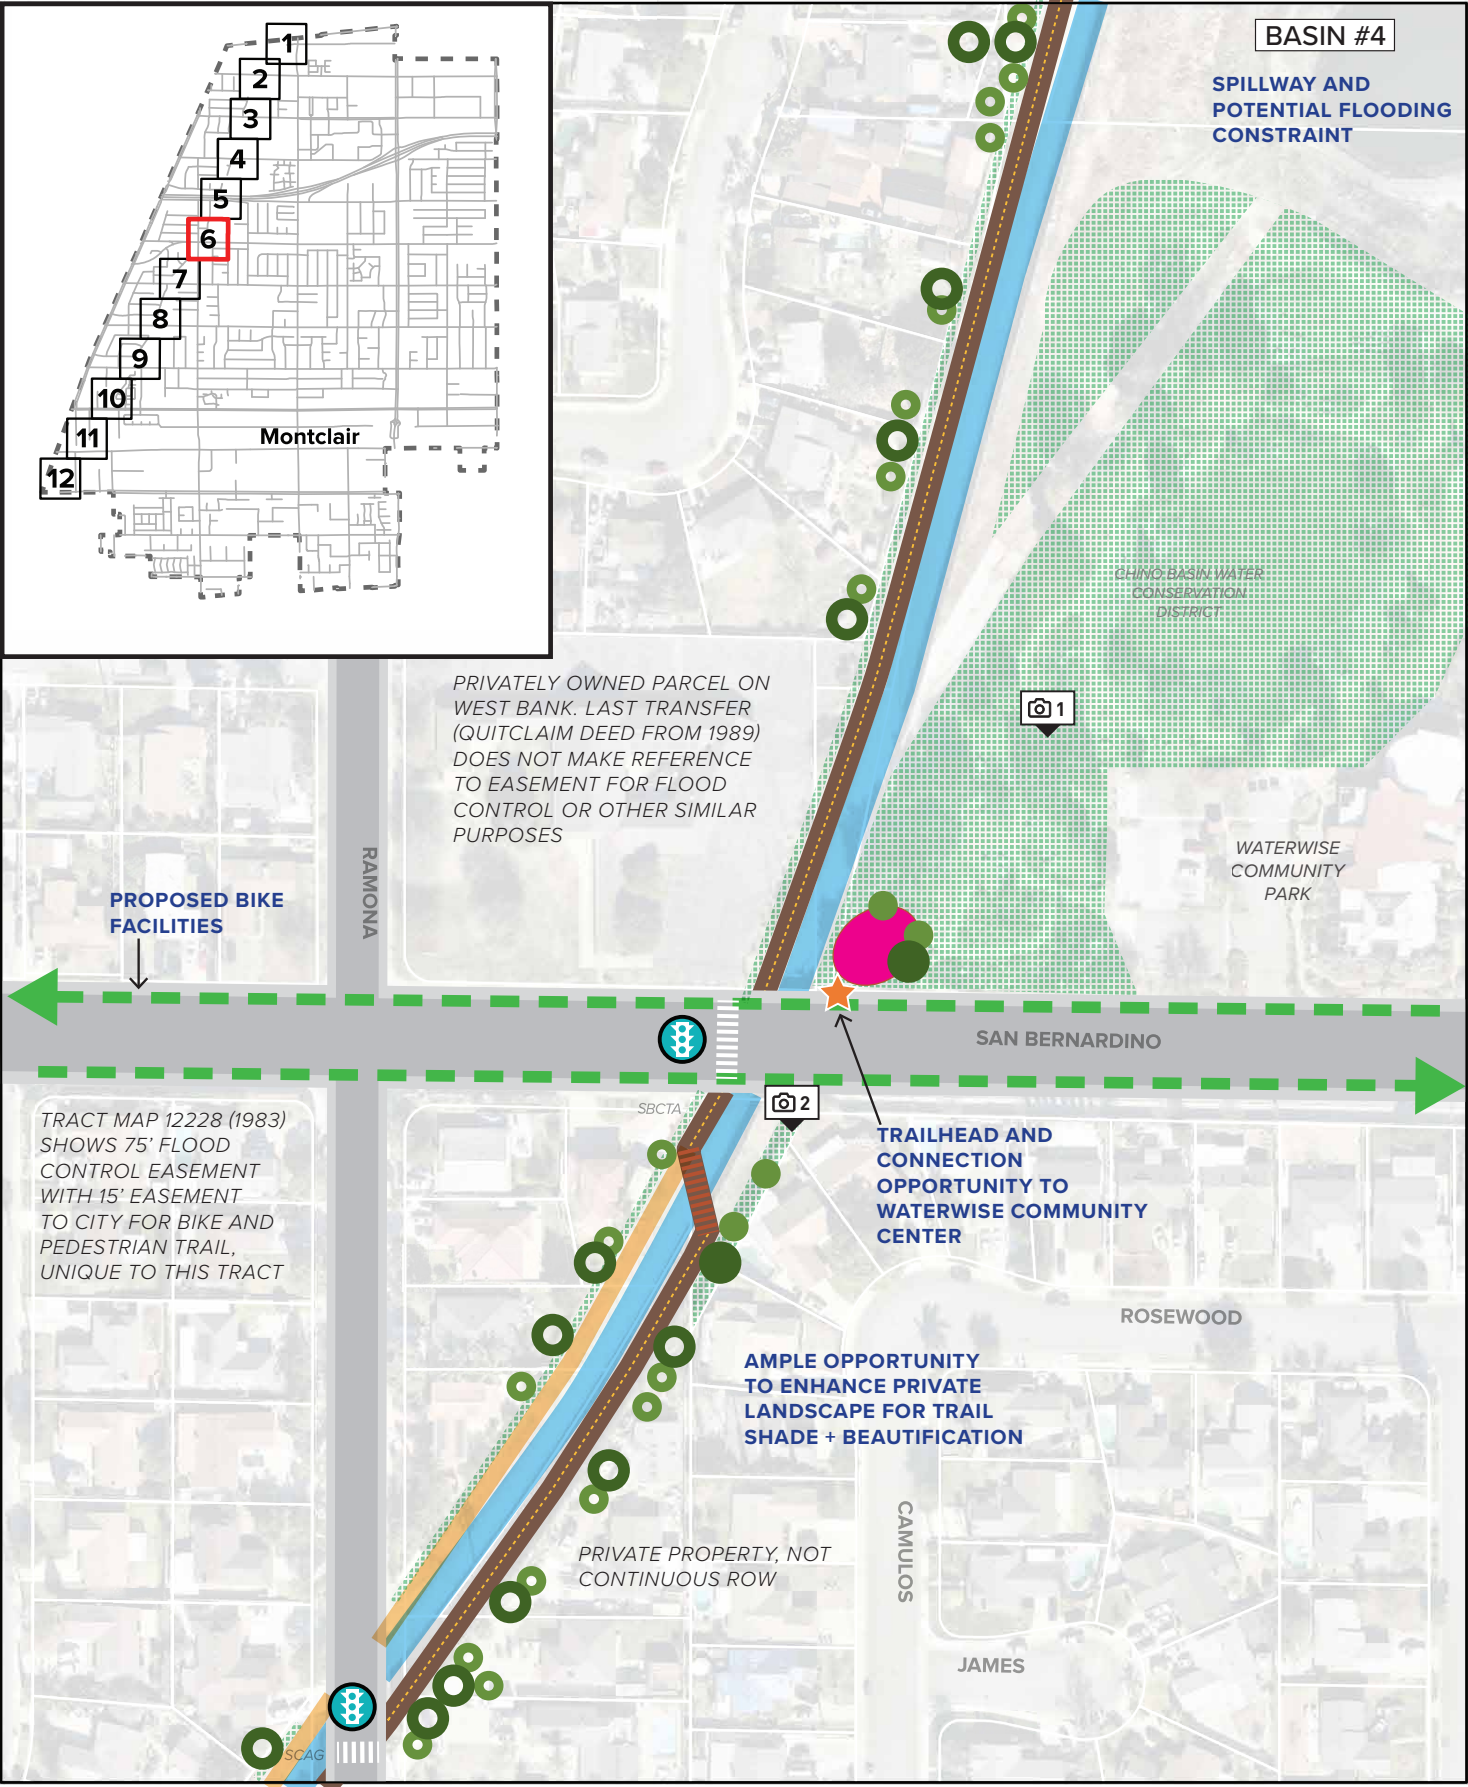 1
2
3
4
5
6
7
8
9
10
11
12
Montclair
BASIN #4
SPILLWAY AND
POTENTIAL FLOODING
CONSTRAINT
CHINO BASIN WATER
CONSERVATION
DISTRICT
PRIVATELY OWNED PARCEL ON
WEST BANK. LAST TRANSFER
(QUITCLAIM DEED FROM 1989)
DOES NOT MAKE REFERENCE
TO EASEMENT FOR FLOOD
CONTROL OR OTHER SIMILAR
PURPOSES
1
WATERWISE
COMMUNITY
PARK
RAMONA
PROPOSED BIKE
FACILITIES
SAN BERNARDINO
SBCTA
2
TRACT MAP 12228 (1983)
SHOWS 75' FLOOD
CONTROL EASEMENT
WITH 15' EASEMENT
TO CITY FOR BIKE AND
PEDESTRIAN TRAIL,
UNIQUE TO THIS TRACT
TRAILHEAD AND
CONNECTION
OPPORTUNITY TO
WATERWISE COMMUNITY
CENTER
ROSEWOOD
AMPLE OPPORTUNITY
TO ENHANCE PRIVATE
LANDSCAPE FOR TRAIL
SHADE + BEAUTIFICATION
CAMULOS
PRIVATE PROPERTY, NOT
CONTINUOUS ROW
JAMES
SCAG